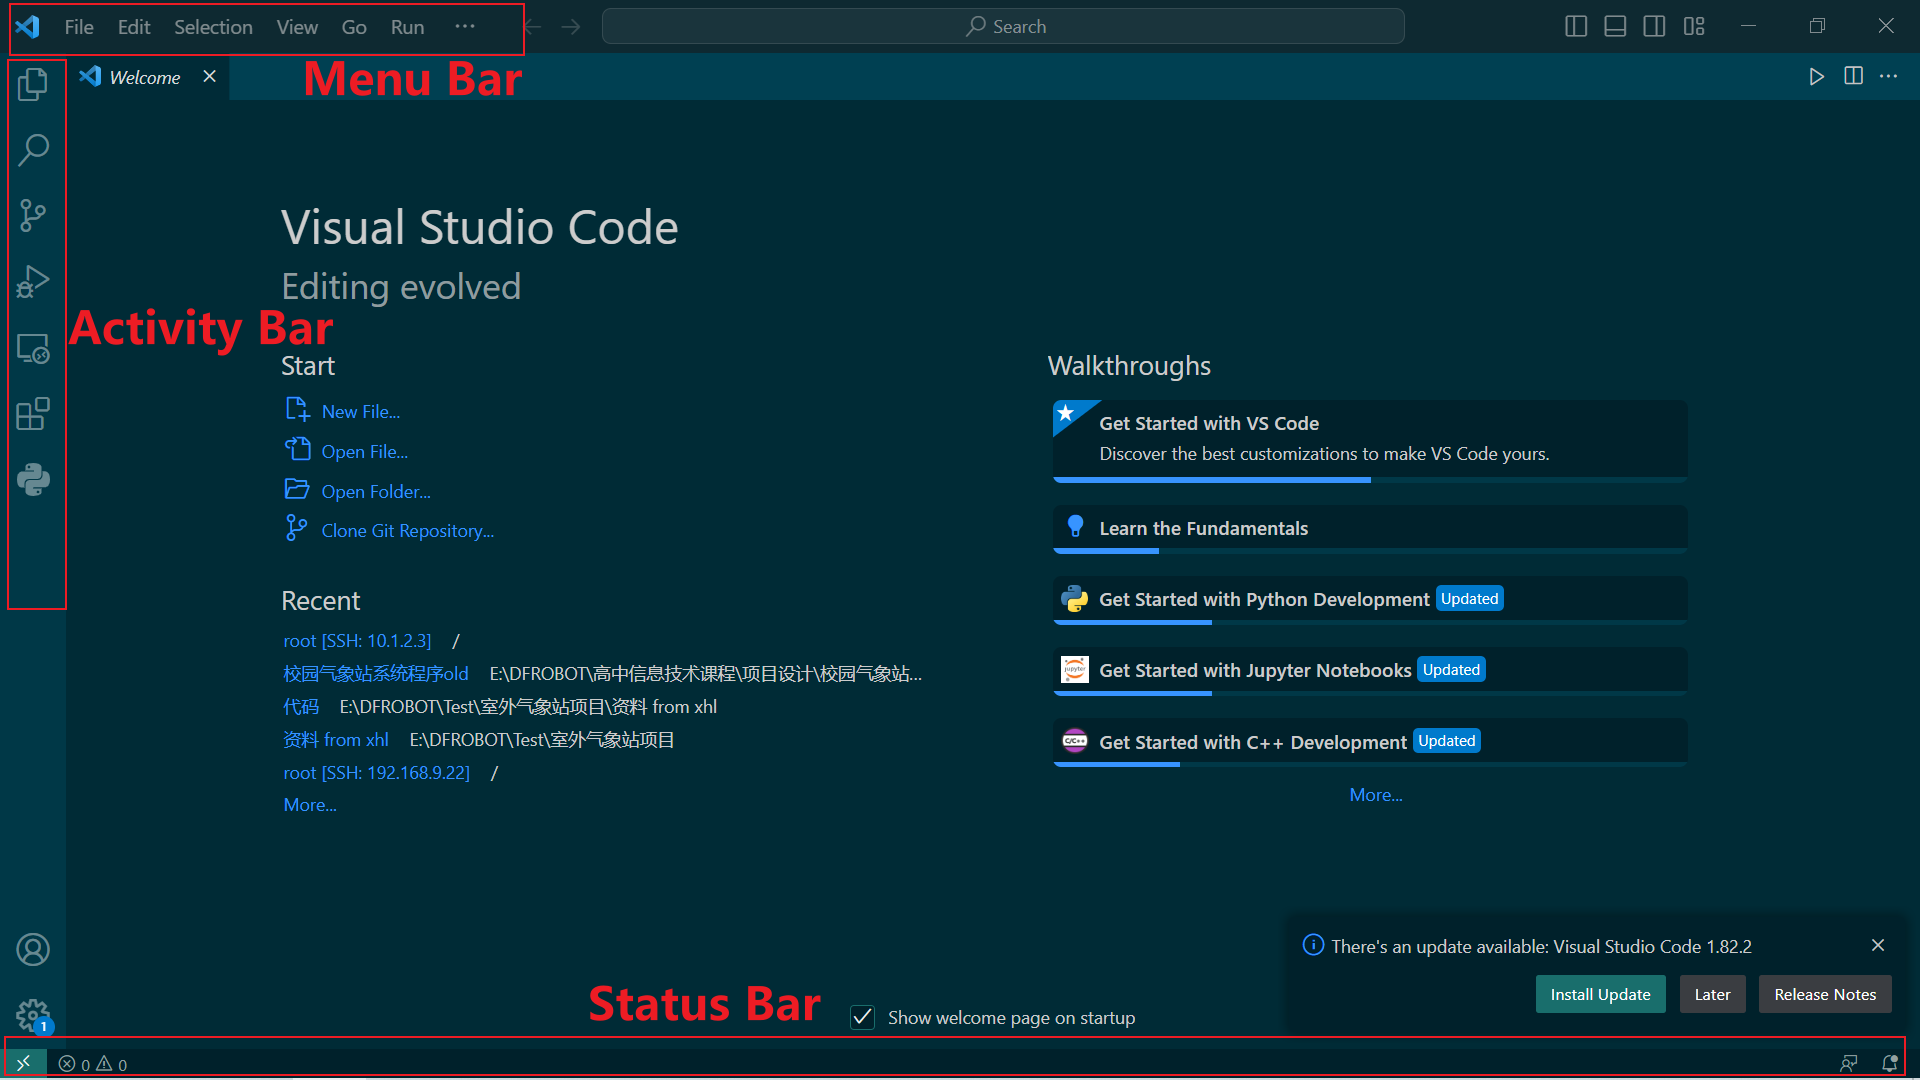 File Edit Selection View Go Run ···
Search
Welcome
Menu Bar
Visual Studio Code
Editing evolved
Activity Bar
Start
New File...
Open File...
Open Folder...
Clone Git Repository...
Recent
root [SSH: 10.1.2.3] /
校园气象站系统程序old E:\DFROBOT\高中信息技术课程\项目设计\校园气象站...
代码 E:\DFROBOT\Test\室外气象站项目\资料 from xhl
资料 from xhl E:\DFROBOT\Test\室外气象站项目
root [SSH: 192.168.9.22] /
More...
Walkthroughs
Get Started with VS Code
Discover the best customizations to make VS Code yours.
Learn the Fundamentals
Get Started with Python Development Updated
jupyter
Get Started with Jupyter Notebooks Updated
C/C++
Get Started with C++ Development Updated
More...
There's an update available: Visual Studio Code 1.82.2
Install Update Later Release Notes
Status Bar
Show welcome page on startup
1
0 0